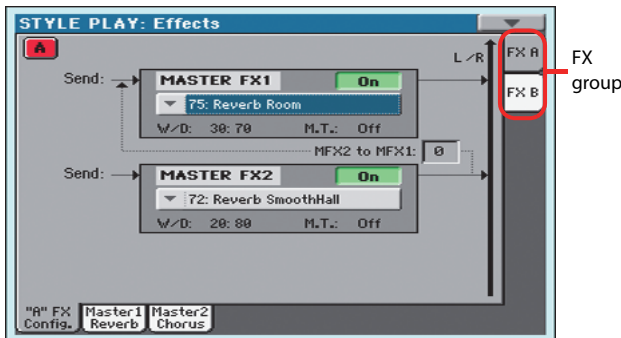 STYLE PLAY: Effects
A
L/R
FX A
FX B
FX
group
Send:
MASTER FX1
On
75: Reverb Room
W/D: 30:70 M.T.: Off
MFX2 to MFX1: 0
Send:
MASTER FX2
On
72: Reverb SmoothHall
W/D: 20:80 M.T.: Off
"A" FX
Config.
Master1
Reverb
Master2
Chorus